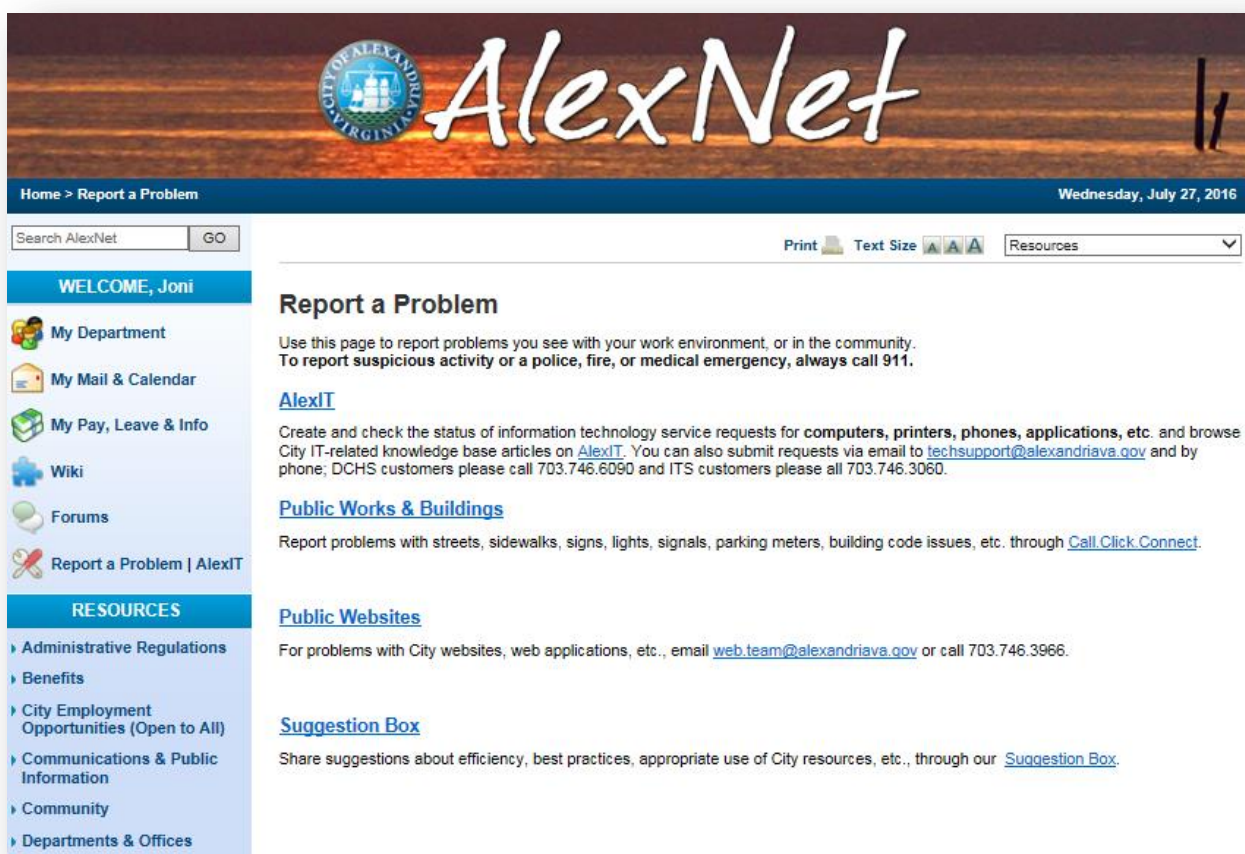 CITY OF ALEXANDRIA
VIRGINIA
AlexNet
Home > Report a Problem
Wednesday, July 27, 2016
Search AlexNet
GO
Print
Text Size A A A
Resources
WELCOME, Joni
My Department
My Mail & Calendar
My Pay, Leave & Info
Wiki
Forums
Report a Problem | AlexIT
RESOURCES
Administrative Regulations
Benefits
City Employment
Opportunities (Open to All)
Communications & Public
Information
Community
Departments & Offices
Report a Problem
Use this page to report problems you see with your work environment, or in the community.
To report suspicious activity or a police, fire, or medical emergency, always call 911.
AlexIT
Create and check the status of information technology service requests for computers, printers, phones, applications, etc. and browse
City IT-related knowledge base articles on AlexIT. You can also submit requests via email to techsupport@alexandriava.gov and by
phone; DCHS customers please call 703.746.6090 and ITS customers please all 703.746.3060.
Public Works & Buildings
Report problems with streets, sidewalks, signs, lights, signals, parking meters, building code issues, etc. through Call.Click.Connect.
Public Websites
For problems with City websites, web applications, etc., email web.team@alexandriava.gov or call 703.746.3966.
Suggestion Box
Share suggestions about efficiency, best practices, appropriate use of City resources, etc., through our Suggestion Box.